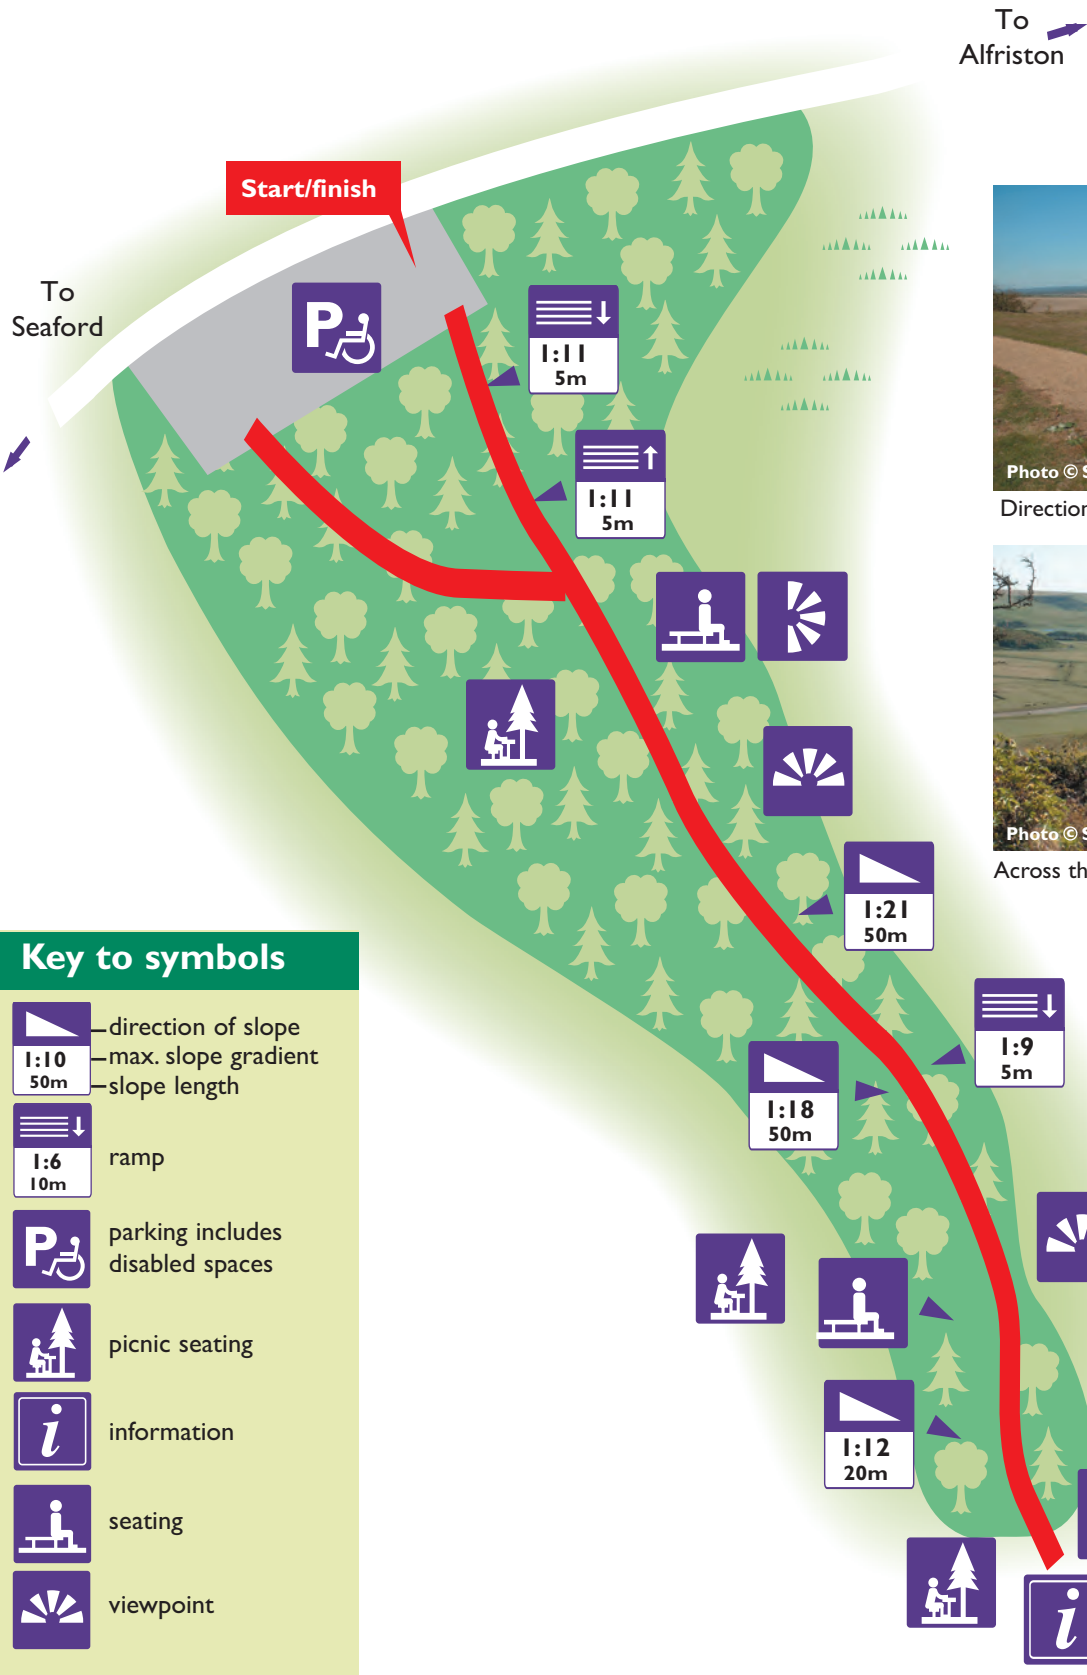 To
Alfriston
Start/finish
To
Seaford
P
1:11
5m
1:11
5m
Photo ©
Direction
Photo ©
Across th
1:21
50m
1:9
5m
1:18
50m
1:12
20m
i
Key to symbols
1:10
50m
direction of slope
max. slope gradient
slope length
1:6
10m
ramp
P
parking includes
disabled spaces
picnic seating
i
information
seating
viewpoint